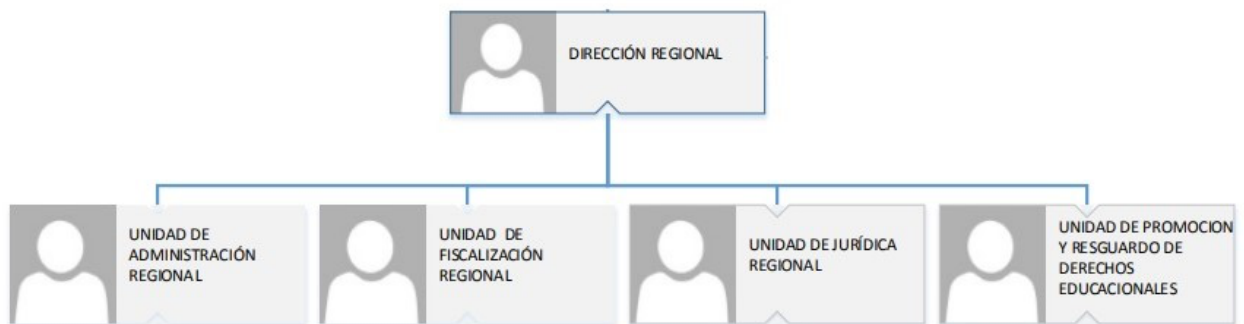 DIRECCIÓN REGIONAL
UNIDAD DE
ADMINISTRACIÓN
REGIONAL
UNIDAD DE
FISCALIZACIÓN
REGIONAL
UNIDAD DE JURÍDICA
REGIONAL
UNIDAD DE PROMOCION
Y RESGUARDO DE
DERECHOS
EDUCACIONALES